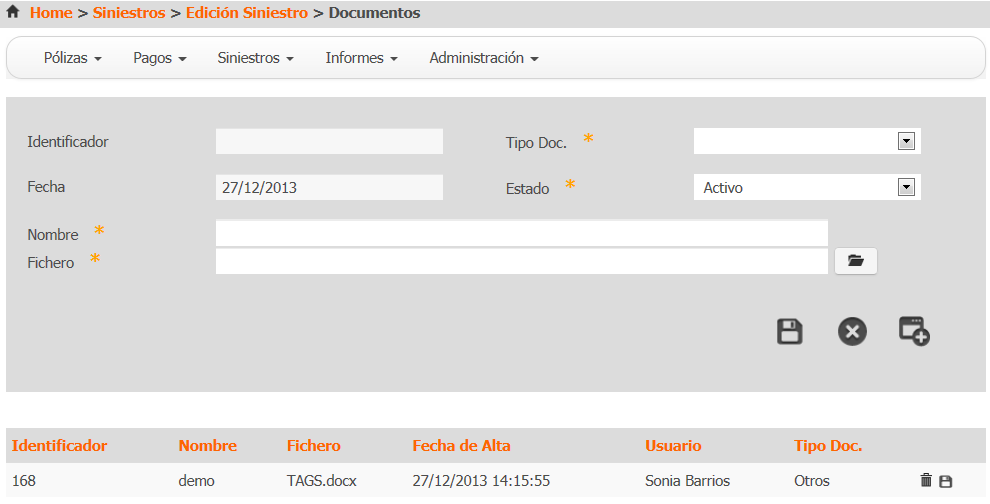 Home > Siniestros > Edición Siniestro > Documentos
Pólizas Pagos Siniestros Informes Administración
Identificador Tipo Doc. *
Fecha 27/12/2013 Estado * Activo
Nombre *
Fichero *
Identificador Nombre Fichero Fecha de Alta Usuario Tipo Doc.
168 demo TAGS.docx 27/12/2013 14:15:55 Sonia Barrios Otros